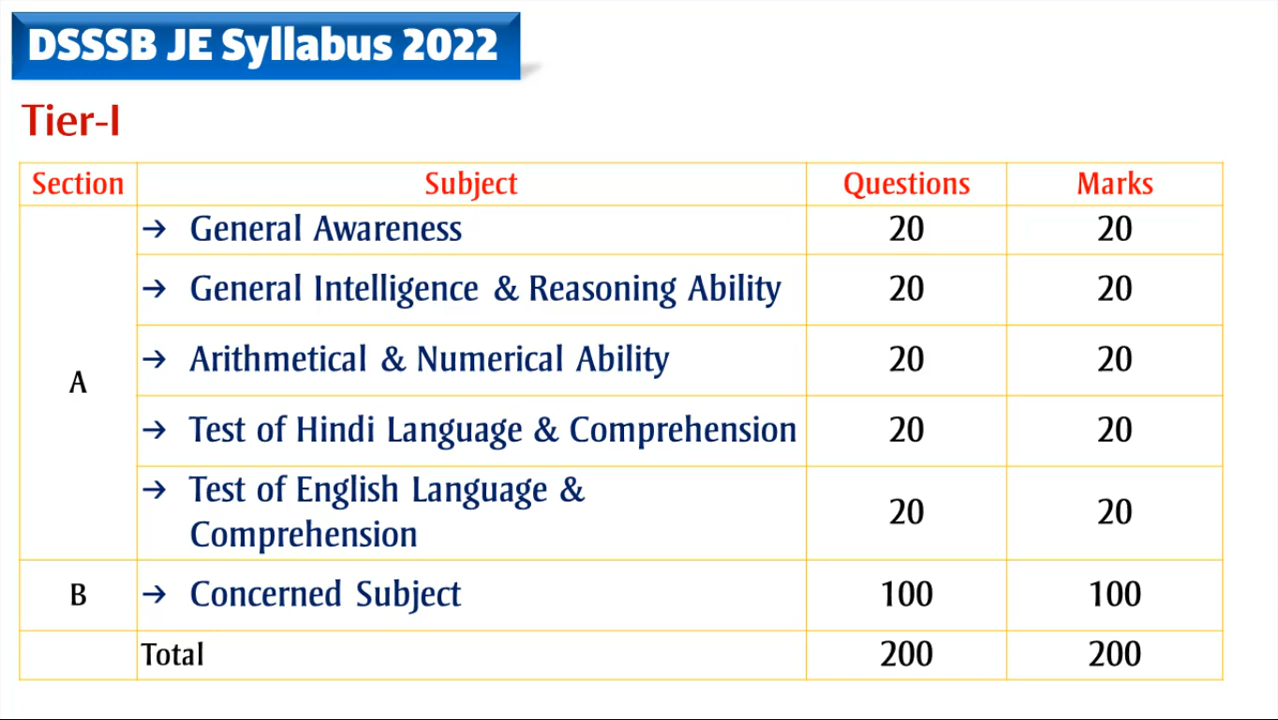 DSSSB JE Syllabus 2022
Tier-I
Section Subject Questions Marks
A
→ General Awareness 20 20
→ General Intelligence & Reasoning Ability 20 20
→ Arithmetical & Numerical Ability 20 20
→ Test of Hindi Language & Comprehension 20 20
→ Test of English Language &
Comprehension 20 20
B → Concerned Subject 100 100
Total 200 200